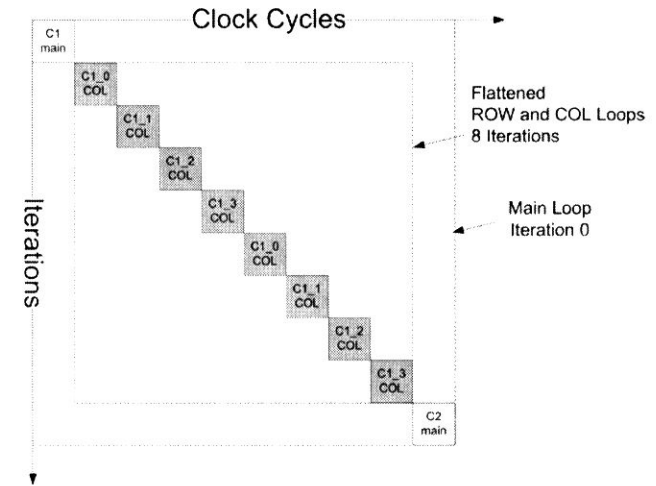 Clock Cycles
C1
main
C1_0
COL
C1_1
COL
C1_2
COL
C1_3
COL
C1_0
COL
C1_1
COL
C1_2
COL
C1_3
COL
C2
main
Flattened
ROW and COL Loops
8 Iterations
Main Loop
Iteration 0
Iterations